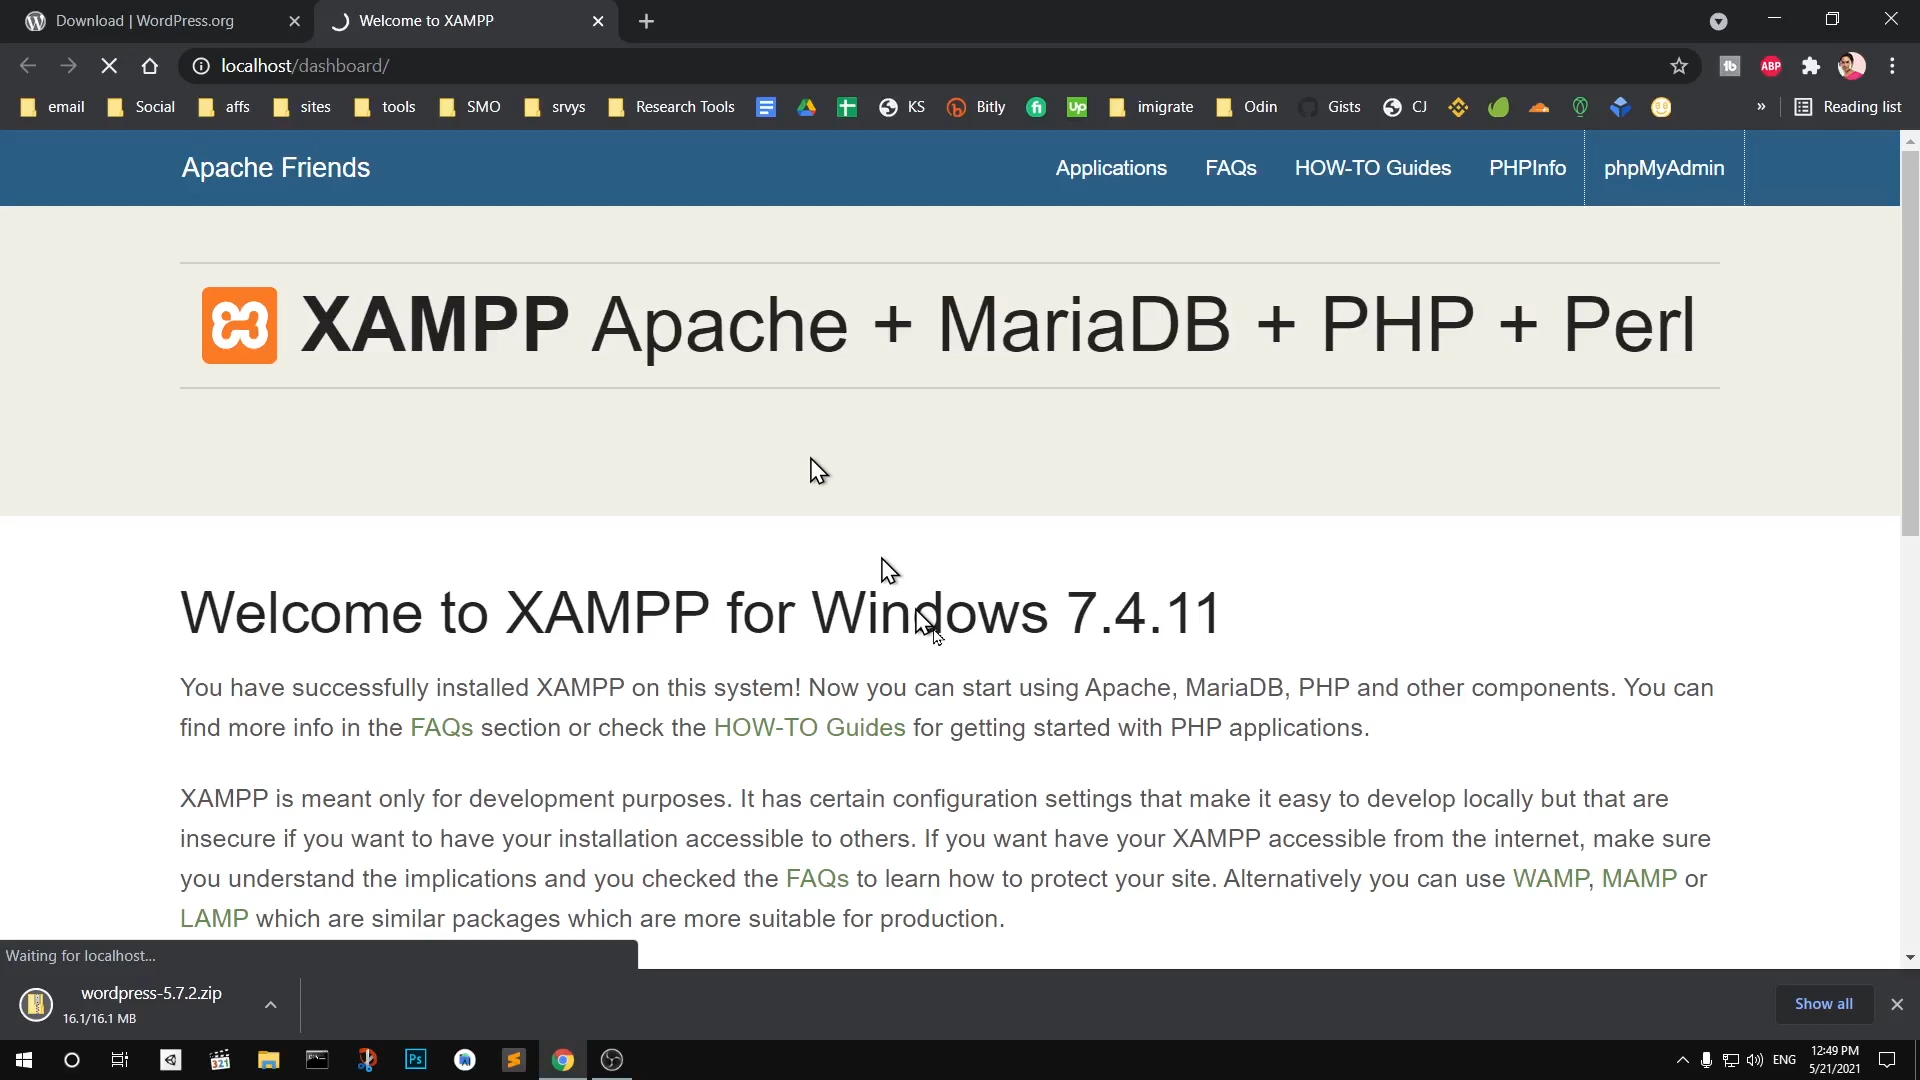 Download | WordPress.org
Welcome to XAMPP
localhost/dashboard/
tb
ABP
email
Social
affs
sites
tools
SMO
srvys
Research Tools
KS
Bitly
fi
Up
imigrate
Odin
Gists
CJ
»
Reading list
Apache Friends
Applications
FAQs
HOW-TO Guides
PHPInfo
phpMyAdmin
XAMPP Apache + MariaDB + PHP + Perl
Welcome to XAMPP for Windows 7.4.11
You have successfully installed XAMPP on this system! Now you can start using Apache, MariaDB, PHP and other components. You can
find more info in the FAQs section or check the HOW-TO Guides for getting started with PHP applications.
XAMPP is meant only for development purposes. It has certain configuration settings that make it easy to develop locally but that are
insecure if you want to have your installation accessible to others. If you want have your XAMPP accessible from the internet, make sure
you understand the implications and you checked the FAQs to learn how to protect your site. Alternatively you can use WAMP, MAMP or
LAMP which are similar packages which are more suitable for production.
Waiting for localhost...
wordpress-5.7.2.zip
16.1/16.1 MB
Show all
321
Ps
ENG
12:49 PM
5/21/2021